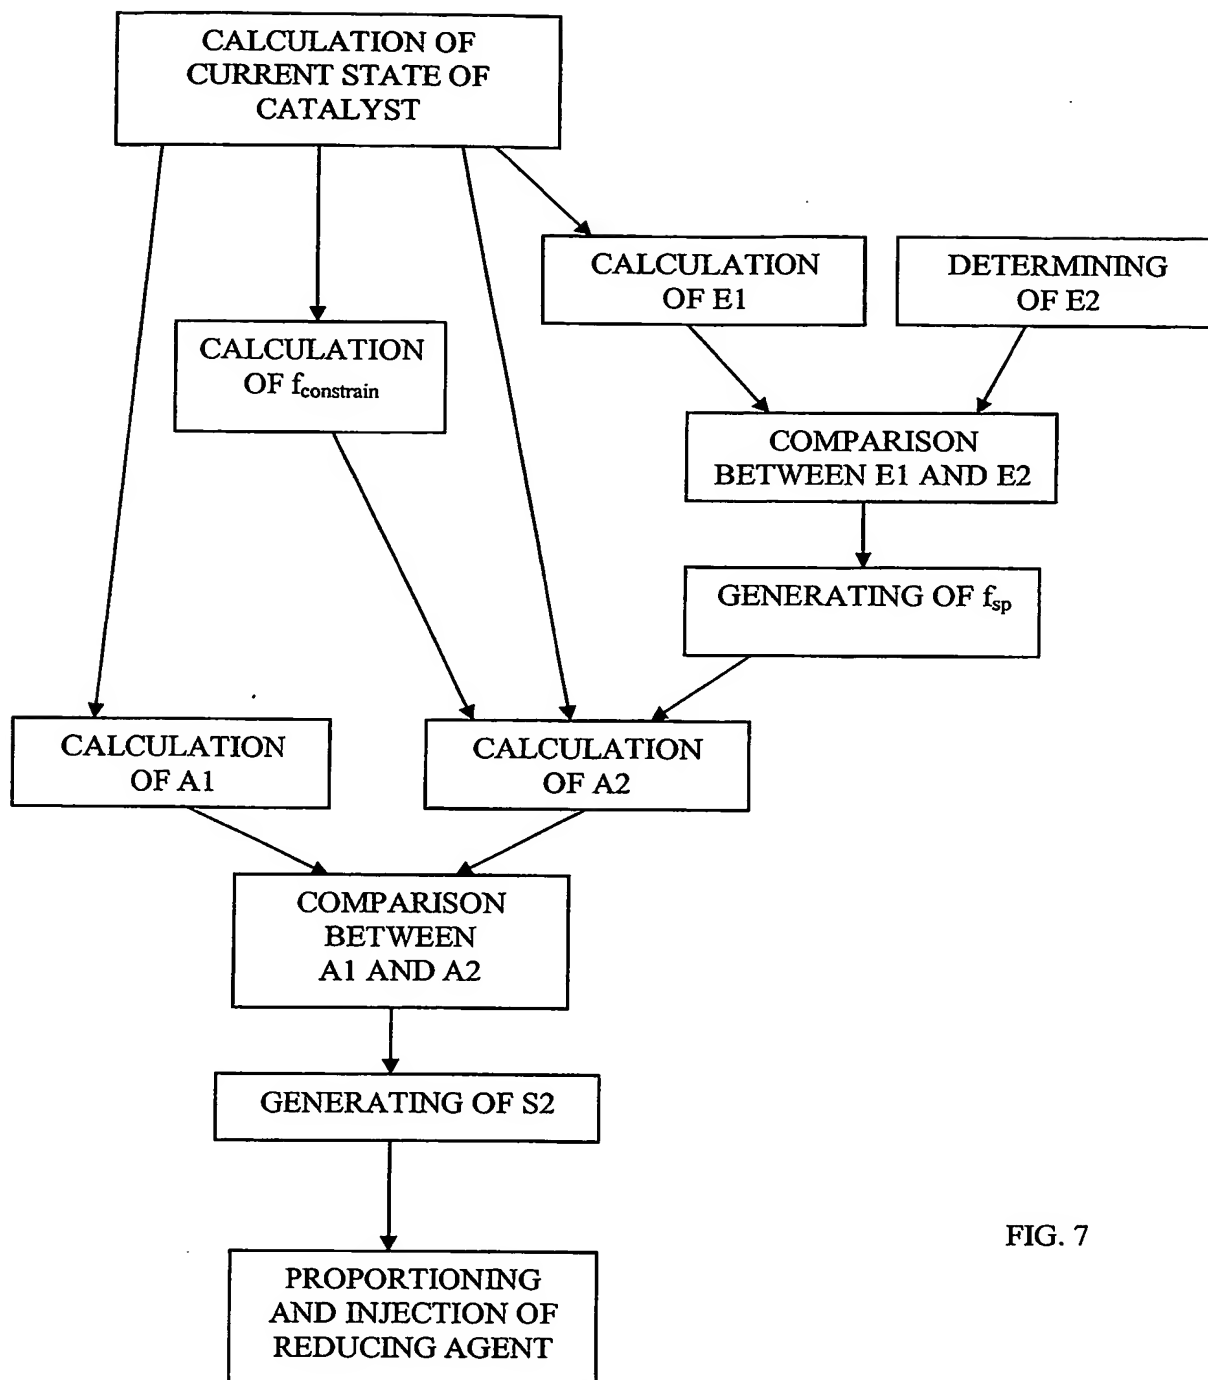 CALCULATION OF
CURRENT STATE OF
CATALYST
CALCULATION
OF E1
DETERMINING
OF E2
CALCULATION
OF fconstrain
COMPARISON
BETWEEN E1 AND E2
GENERATING OF fsp
CALCULATION
OF A1
CALCULATION
OF A2
COMPARISON
BETWEEN
A1 AND A2
GENERATING OF S2
PROPORTIONING
AND INJECTION OF
REDUCING AGENT
FIG. 7